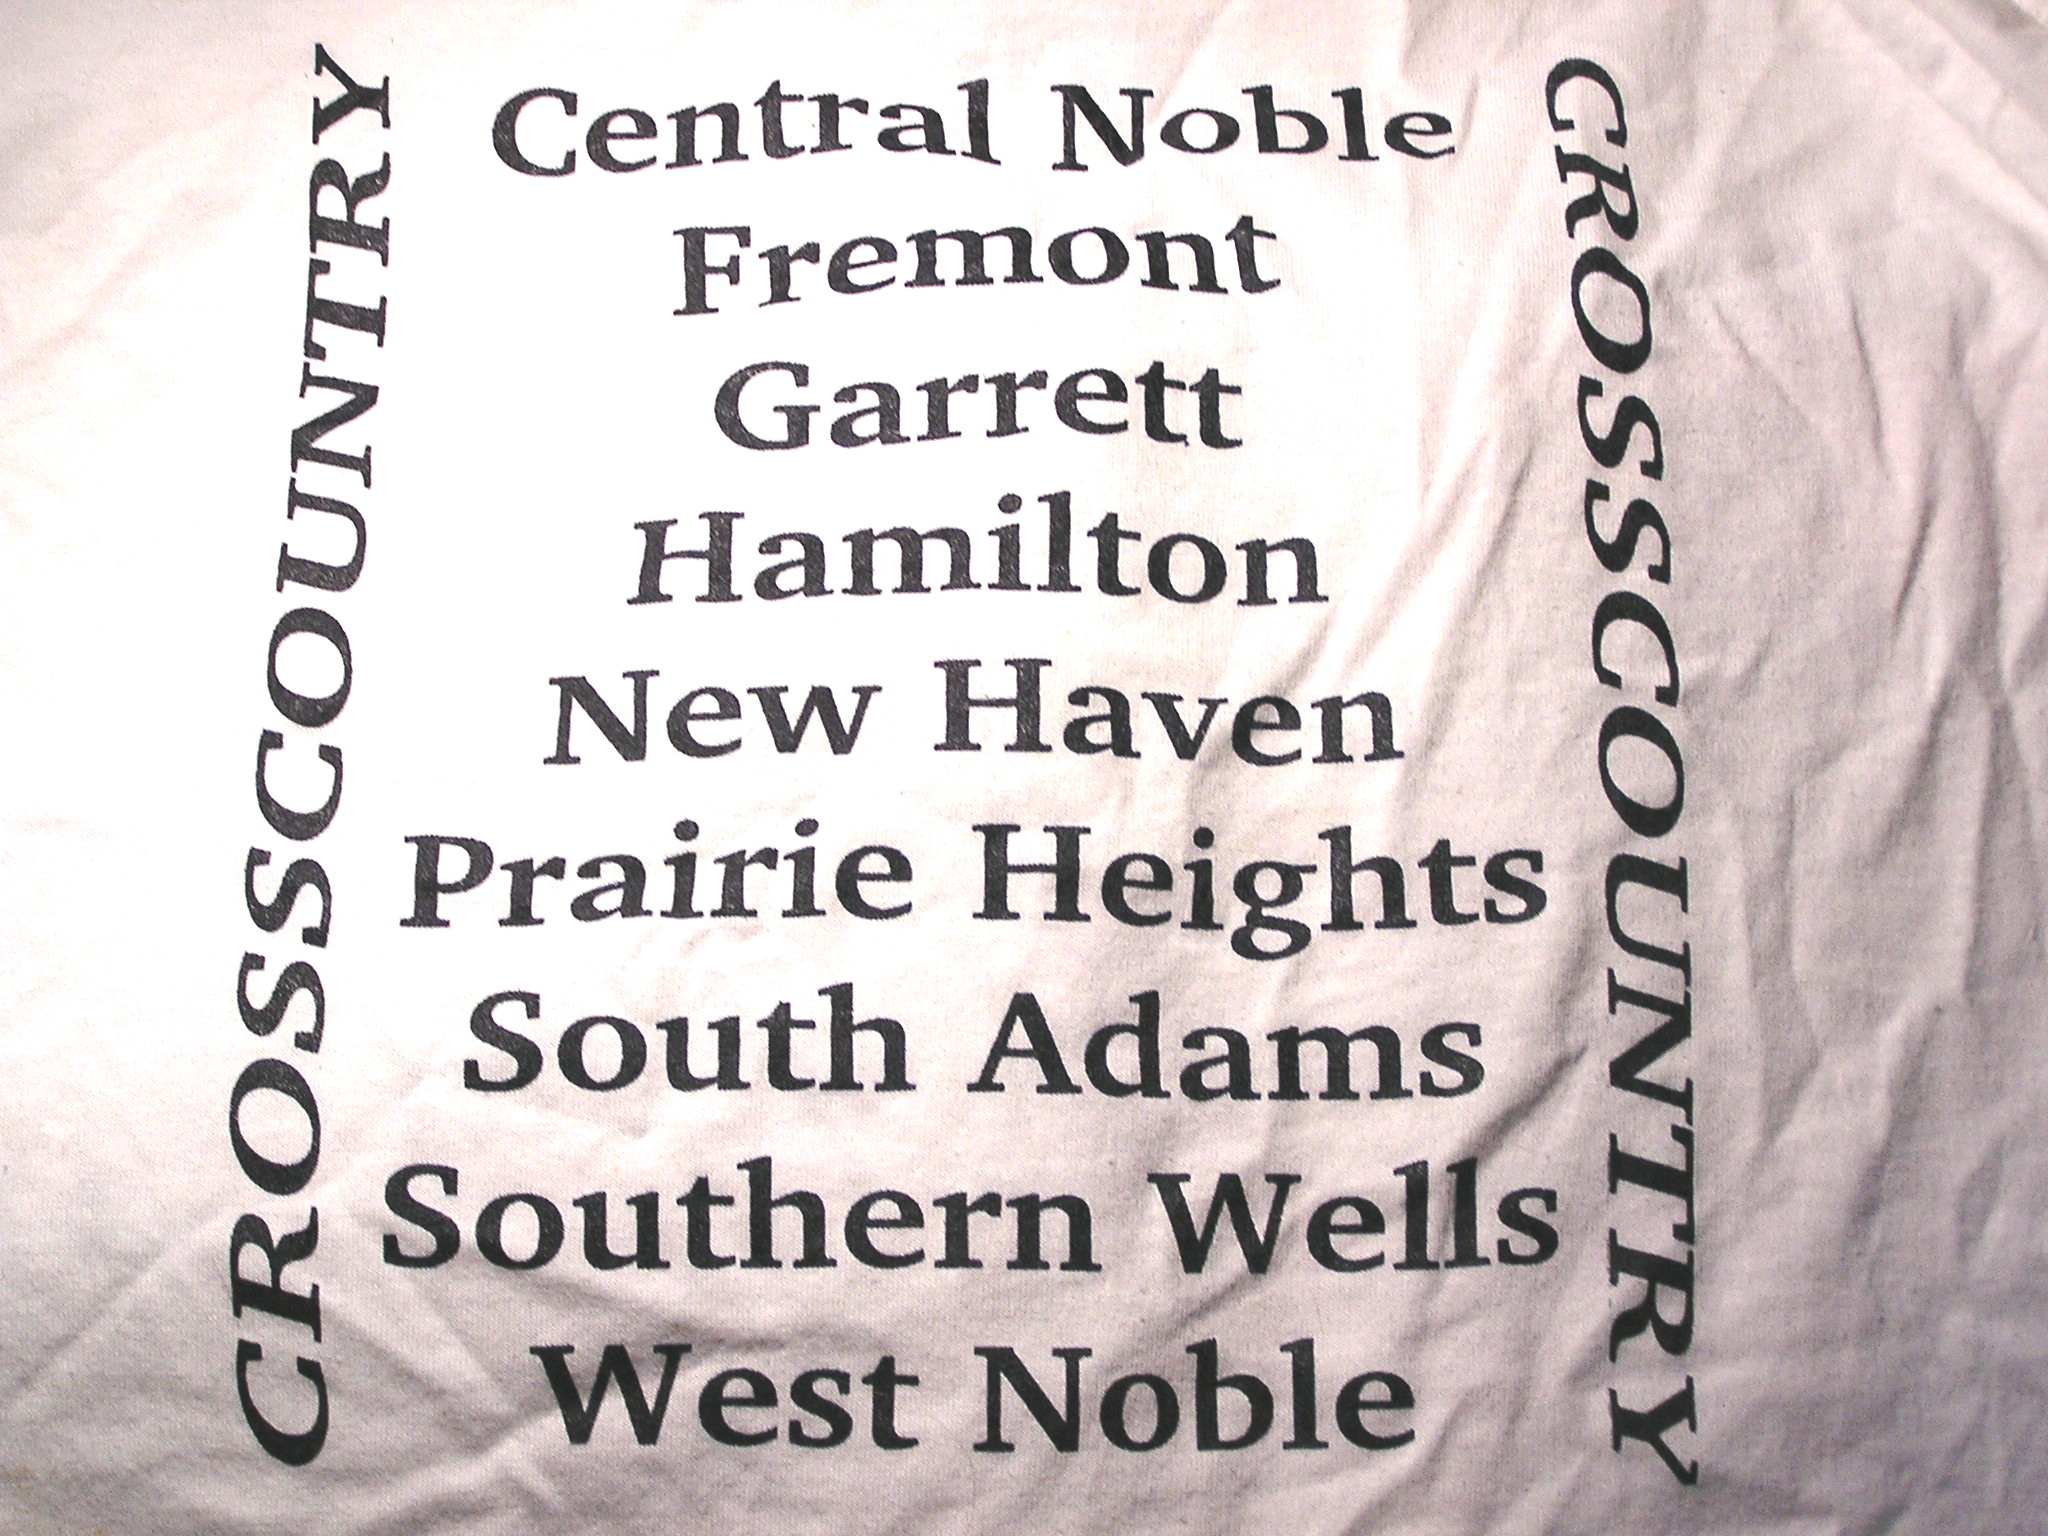 CROSSCOUNTRY
Central Noble
Fremont
Garrett
Hamilton
New Haven
Prairie Heights
South Adams
Southern Wells
West Noble
CROSSCOUNTRY